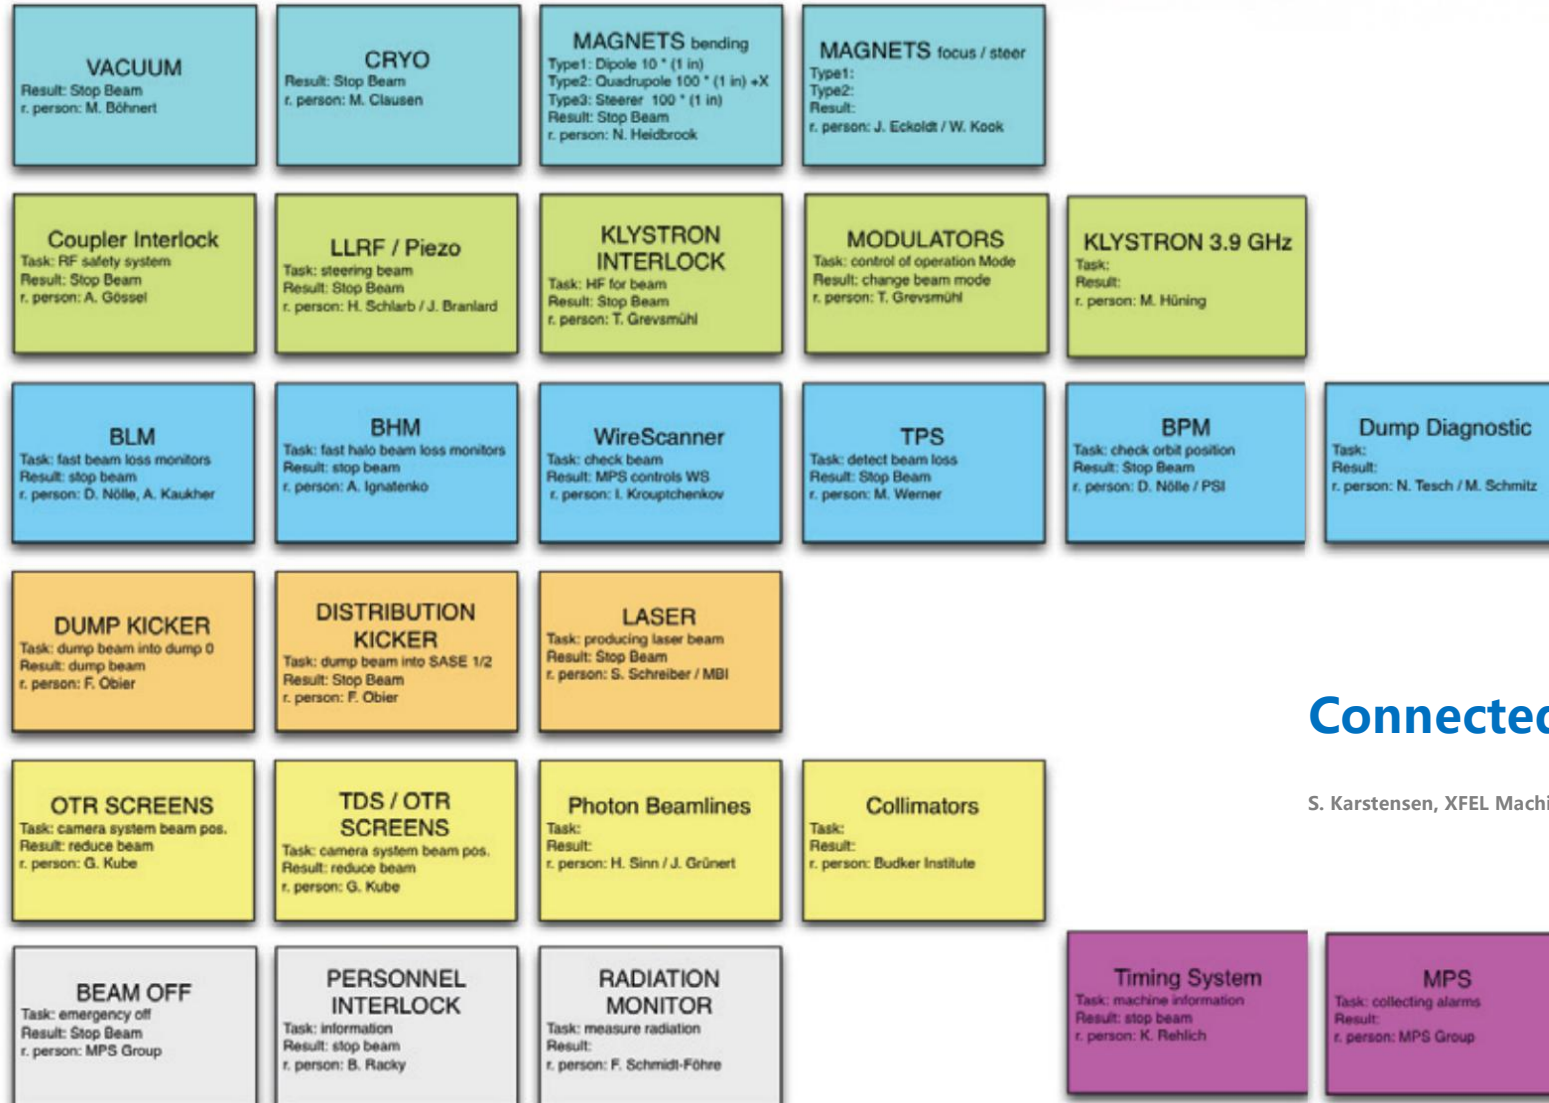 VACUUM
Result: Stop Beam
r. person: M. Böhnert
CRYO
Result: Stop Beam
r. person: M. Clausen
MAGNETS bending
Type1: Dipole 10 * (1 in)
Type2: Quadrupole 100 * (1 in) +X
Type3: Steerer 100 * (1 in)
Result: Stop Beam
r. person: N. Heidbrook
MAGNETS focus / steer
Type1:
Type2:
Result:
r. person: J. Eckoldt / W. Kook
Coupler Interlock
Task: RF safety system
Result: Stop Beam
r. person: A. Gössel
LLRF / Piezo
Task: steering beam
Result: Stop Beam
r. person: H. Schlarb / J. Branlard
KLYSTRON
INTERLOCK
Task: HF for beam
Result: Stop Beam
r. person: T. Grevsmühl
MODULATORS
Task: control of operation Mode
Result: change beam mode
r. person: T. Grevsmühl
KLYSTRON 3.9 GHz
Task:
Result:
r. person: M. Hüning
BLM
Task: fast beam loss monitors
Result: stop beam
r. person: D. Nölle, A. Kaukher
BHM
Task: fast halo beam loss monitors
Result: stop beam
r. person: A. Ignatenko
WireScanner
Task: check beam
Result: MPS controls WS
r. person: I. Krouptchenkov
TPS
Task: detect beam loss
Result: Stop Beam
r. person: M. Werner
BPM
Task: check orbit position
Result: Stop Beam
r. person: D. Nölle / PSI
Dump Diagnostic
Task:
Result:
r. person: N. Tesch / M. Schmitz
DUMP KICKER
Task: dump beam into dump 0
Result: dump beam
r. person: F. Obier
DISTRIBUTION
KICKER
Task: dump beam into SASE 1/2
Result: Stop Beam
r. person: F. Obier
LASER
Task: producing laser beam
Result: Stop Beam
r. person: S. Schreiber / MBI
Connected
S. Karstensen, XFEL Machi
OTR SCREENS
Task: camera system beam pos.
Result: reduce beam
r. person: G. Kube
TDS / OTR
SCREENS
Task: camera system beam pos.
Result: reduce beam
r. person: G. Kube
Photon Beamlines
Task:
Result:
r. person: H. Sinn / J. Grünert
Collimators
Task:
Result:
r. person: Budker Institute
BEAM OFF
Task: emergency off
Result: Stop Beam
r. person: MPS Group
PERSONNEL
INTERLOCK
Task: information
Result: stop beam
r. person: B. Racky
RADIATION
MONITOR
Task: measure radiation
Result:
r. person: F. Schmidt-Föhre
Timing System
Task: machine information
Result: stop beam
r. person: K. Rehlich
MPS
Task: collecting alarms
Result:
r. person: MPS Group